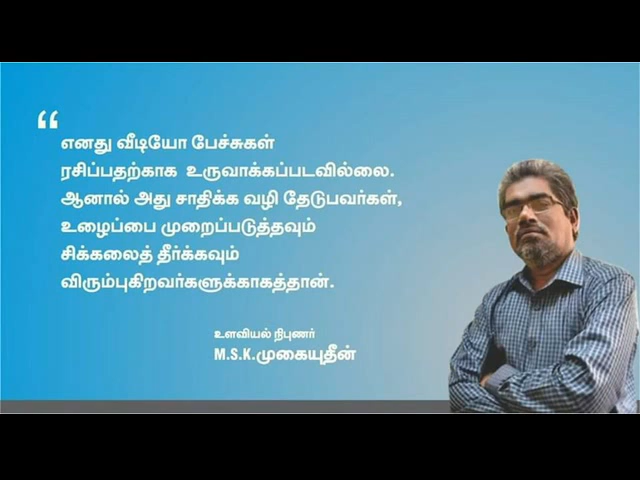 “
எனது வீடியோ பேச்சுகள்
ரசிப்பதற்காக உருவாக்கப்படவில்லை.
ஆனால் அது சாதிக்க வழி தேடுபவர்கள்,
உழைப்பை முறைப்படுத்தவும்
சிக்கலைத் தீர்க்கவும்
விரும்புகிறவர்களுக்காகத்தான்.
உளவியல் நிபுணர்
M.S.K.முகையுதீன்